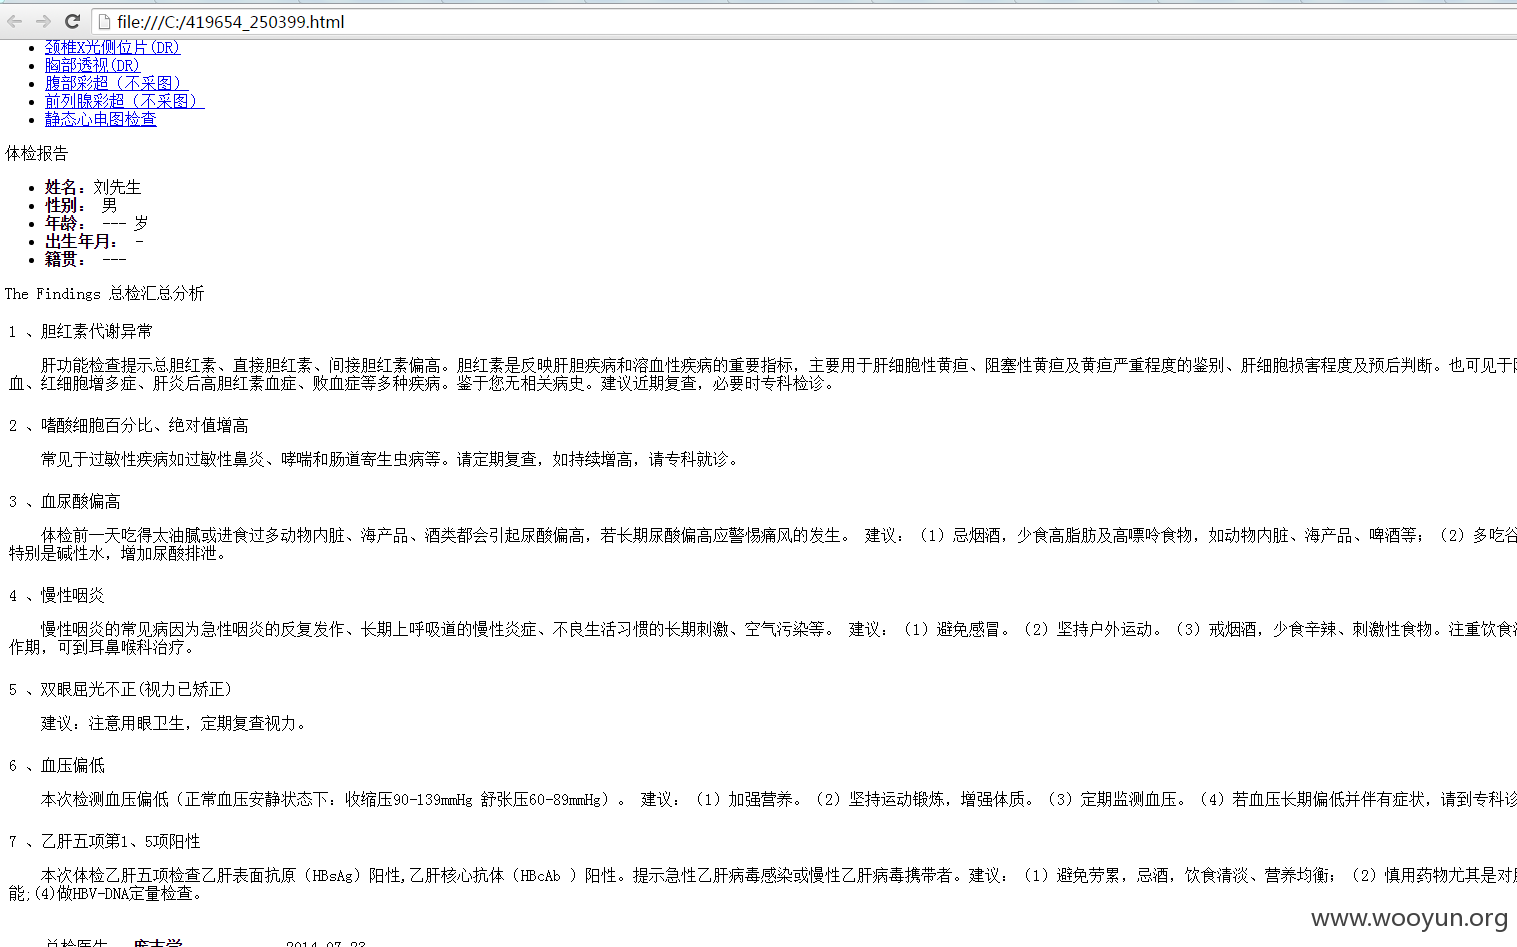 file:///C:/419654_250399.html
颈椎X光侧位片(DR)
胸部透视(DR)
腹部彩超（不采图）
前列腺彩超（不采图）
静态心电图检查
体检报告
姓名：刘先生
性别： 男
年龄： --- 岁
出生年月： -
籍贯： ---
The Findings 总检汇总分析
1 、胆红素代谢异常
肝功能检查提示总胆红素、直接胆红素、间接胆红素偏高。胆红素是反映肝胆疾病和溶血性疾病的重要指标，主要用于肝细胞性黄疸、阻塞性黄疸及黄疸严重程度的鉴别、肝细胞损害程度及预后判断。也可见于
血、红细胞增多症、肝炎后高胆红素血症、败血症等多种疾病。鉴于您无相关病史。建议近期复查，必要时专科检诊。
2 、嗜酸细胞百分比、绝对值增高
常见于过敏性疾病如过敏性鼻炎、哮喘和肠道寄生虫病等。请定期复查，如持续增高，请专科就诊。
3 、血尿酸偏高
体检前一天吃得太油腻或进食过多动物内脏、海产品、酒类都会引起尿酸偏高，若长期尿酸偏高应警惕痛风的发生。 建议：（1）忌烟酒，少食高脂肪及高嘌呤食物，如动物内脏、海产品、啤酒等；（2）多吃谷
特别是碱性水，增加尿酸排泄。
4 、慢性咽炎
慢性咽炎的常见病因为急性咽炎的反复发作、长期上呼吸道的慢性炎症、不良生活习惯的长期刺激、空气污染等。 建议：（1）避免感冒。（2）坚持户外运动。（3）戒烟酒，少食辛辣、刺激性食物。注重饮食
作期，可到耳鼻喉科治疗。
5 、双眼屈光不正(视力已矫正)
建议：注意用眼卫生，定期复查视力。
6 、血压偏低
本次检测血压偏低（正常血压安静状态下：收缩压90-139mmHg 舒张压60-89mmHg）。 建议：（1）加强营养。（2）坚持运动锻炼，增强体质。（3）定期监测血压。（4）若血压长期偏低并伴有症状，请到专科诊
7 、乙肝五项第1、5项阳性
本次体检乙肝五项检查乙肝表面抗原（HBsAg）阳性,乙肝核心抗体（HBcAb ）阳性。提示急性乙肝病毒感染或慢性乙肝病毒携带者。建议：（1）避免劳累，忌酒，饮食清淡、营养均衡；（2）慎用药物尤其是对
能;(4)做HBV-DNA定量检查。
总检医生 2014-07-23
www.wooyun.org